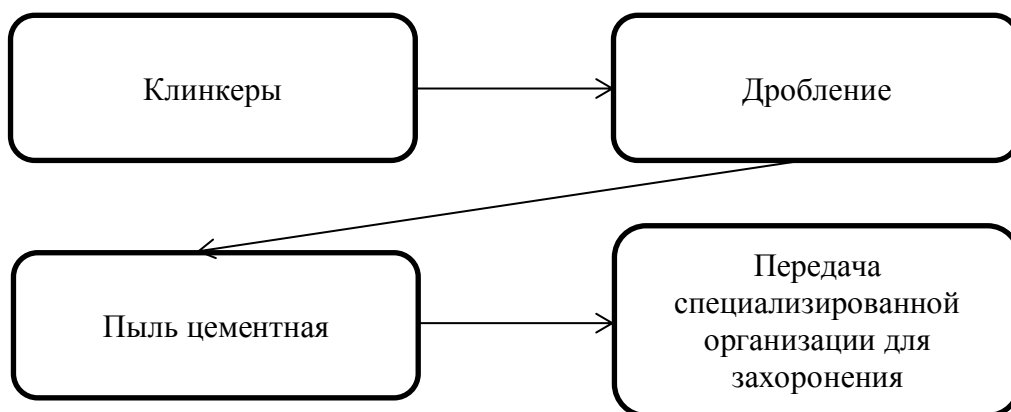 Клинкеры
Дробление
Пыль цементная
Передача
специализированной
организации для
захоронения